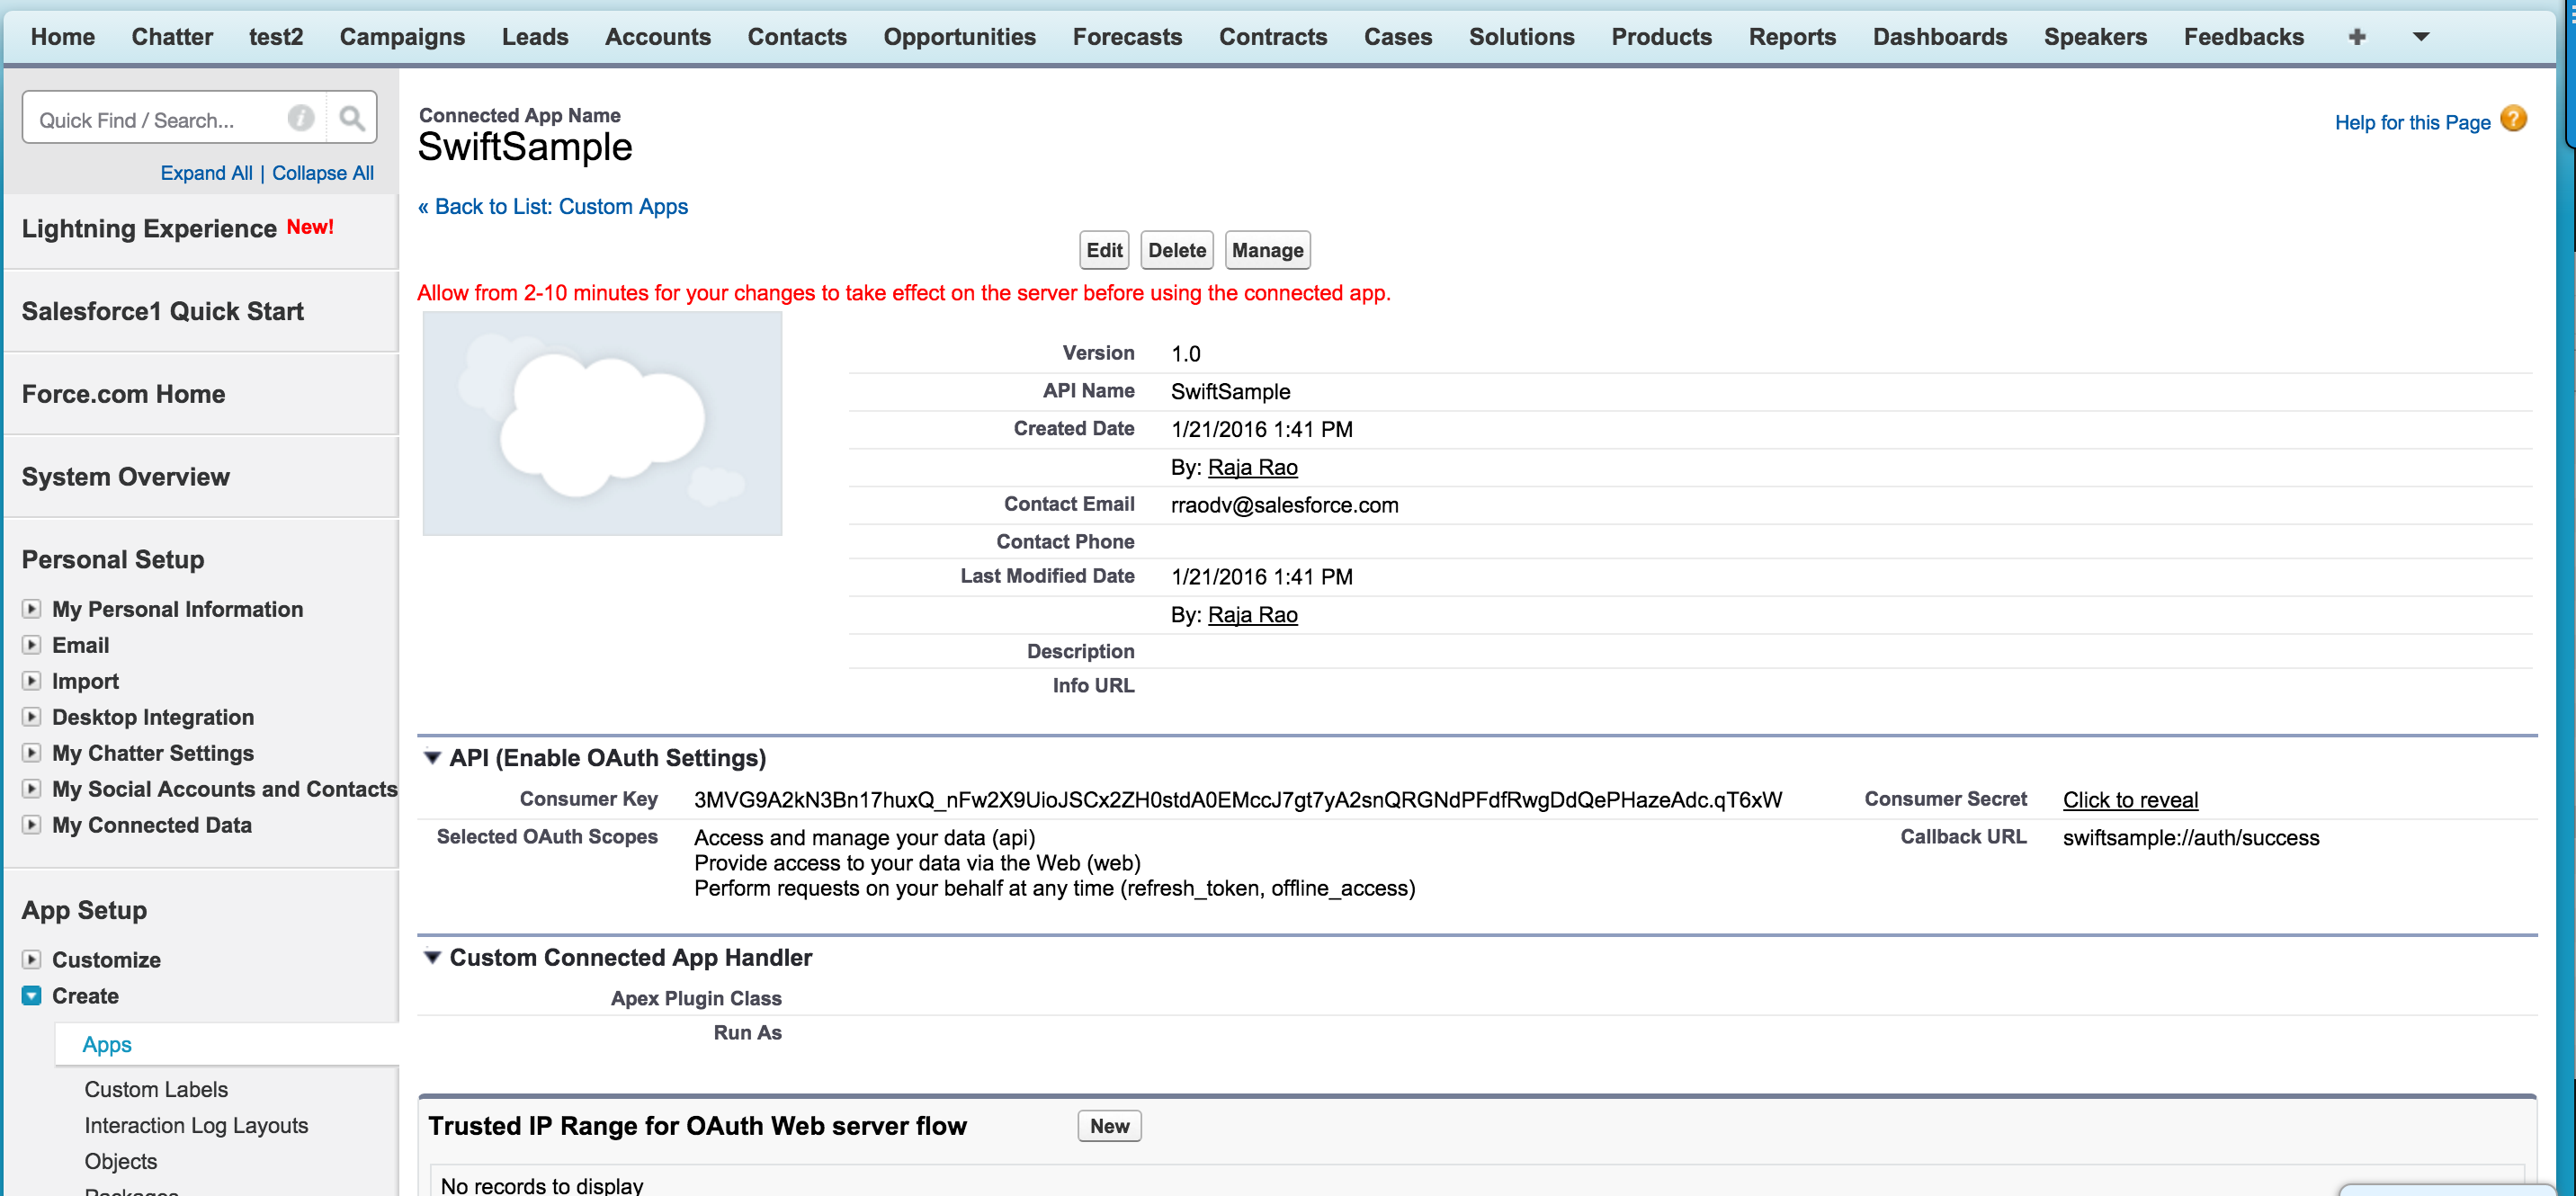 Home Chatter test2 Campaigns Leads Accounts Contacts Opportunities Forecasts Contracts Cases Solutions Products Reports Dashboards Speakers Feedbacks +
Quick Find / Search...
Expand All | Collapse All
Lightning Experience New!
Salesforce1 Quick Start
Force.com Home
System Overview
Personal Setup
My Personal Information
Email
Import
Desktop Integration
My Chatter Settings
My Social Accounts and Contacts
My Connected Data
App Setup
Customize
Create
Apps
Custom Labels
Interaction Log Layouts
Objects
Packages
Connected App Name
SwiftSample
Help for this Page ?
« Back to List: Custom Apps
Edit Delete Manage
Allow from 2-10 minutes for your changes to take effect on the server before using the connected app.
Version 1.0
API Name SwiftSample
Created Date 1/21/2016 1:41 PM
By: Raja Rao
Contact Email rraodv@salesforce.com
Contact Phone
Last Modified Date 1/21/2016 1:41 PM
By: Raja Rao
Description
Info URL
API (Enable OAuth Settings)
Consumer Key 3MVG9A2kN3Bn17huxQ_nFw2X9UioJSCx2ZH0stdA0EMccJ7gt7yA2snQRGNdPFdfRwgDdQePHazeAdc.qT6xW Consumer Secret Click to reveal
Selected OAuth Scopes Access and manage your data (api) Callback URL swiftsample://auth/success
Provide access to your data via the Web (web)
Perform requests on your behalf at any time (refresh_token, offline_access)
Custom Connected App Handler
Apex Plugin Class
Run As
Trusted IP Range for OAuth Web server flow New
No records to display